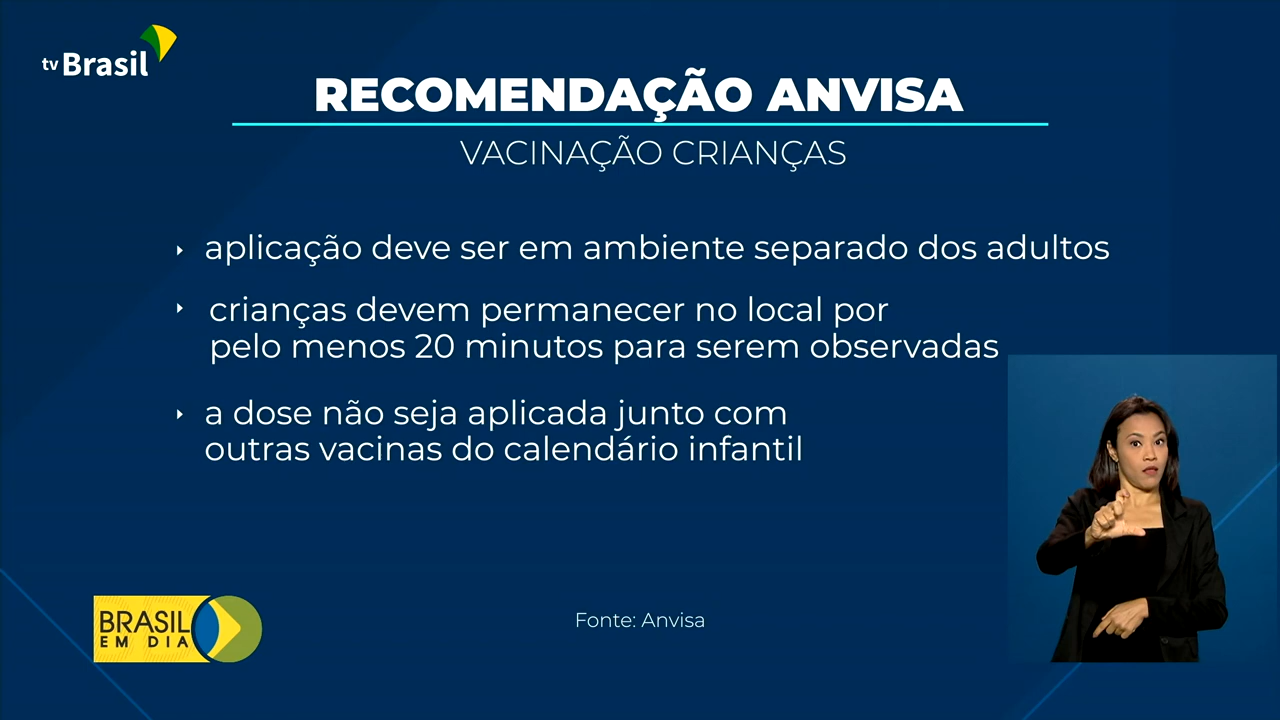 tv Brasil
RECOMENDAÇÃO ANVISA
VACINAÇÃO CRIANÇAS
aplicação deve ser em ambiente separado dos adultos
crianças devem permanecer no local por
pelo menos 20 minutos para serem observadas
a dose não seja aplicada junto com
outras vacinas do calendário infantil
BRASIL
EM DIA
Fonte: Anvisa